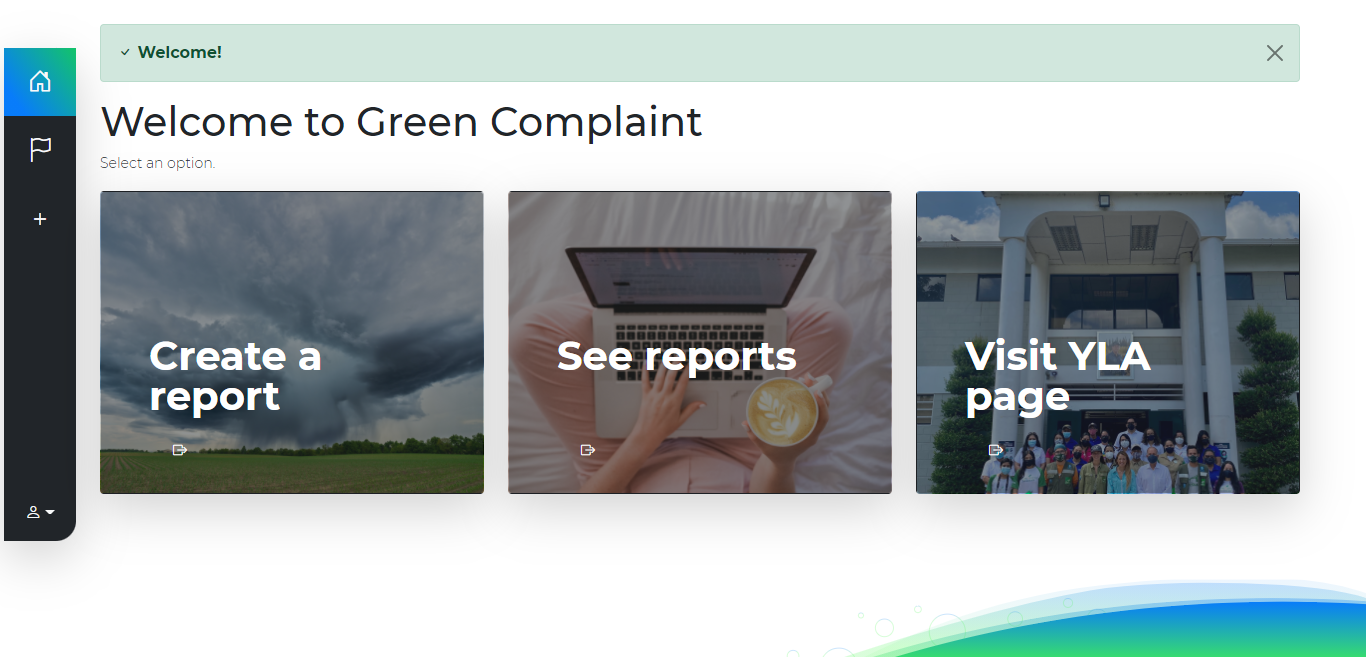 Welcome!
Welcome to Green Complaint
Select an option.
Create a
report
See reports
Visit YLA
page